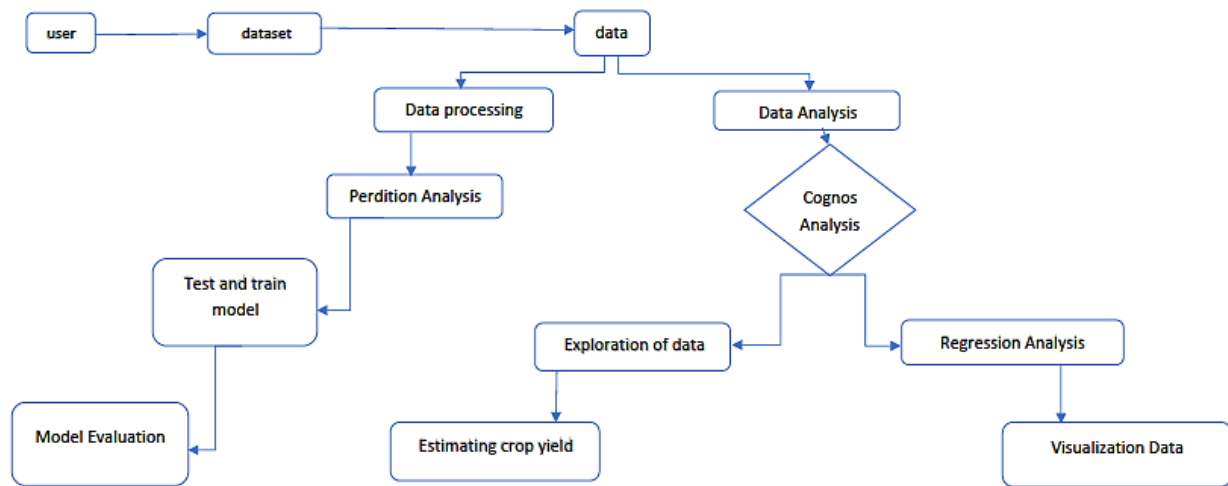 user
dataset
data
Data processing
Data Analysis
Perdition Analysis
Cognos
Analysis
Test and train
model
Exploration of data
Regression Analysis
Model Evaluation
Estimating crop yield
Visualization Data